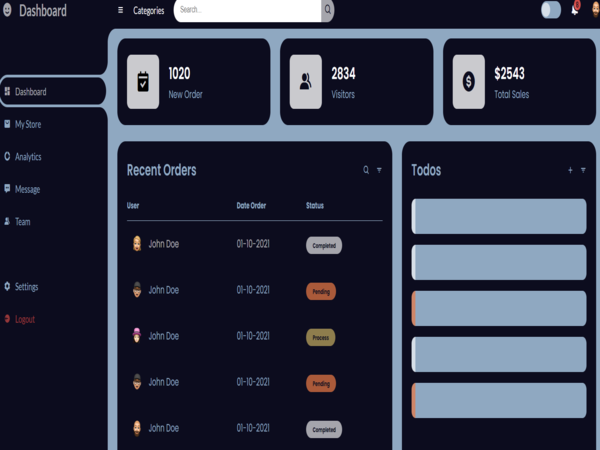 Dashboard
Categories
Search...
Dashboard
My Store
Analytics
Message
Team
Settings
Logout
1020
New Order
2834
Visitors
$2543
Total Sales
Recent Orders
User Date Order Status
John Doe 01-10-2021 Completed
John Doe 01-10-2021 Pending
John Doe 01-10-2021 Process
John Doe 01-10-2021 Pending
John Doe 01-10-2021 Completed
Todos